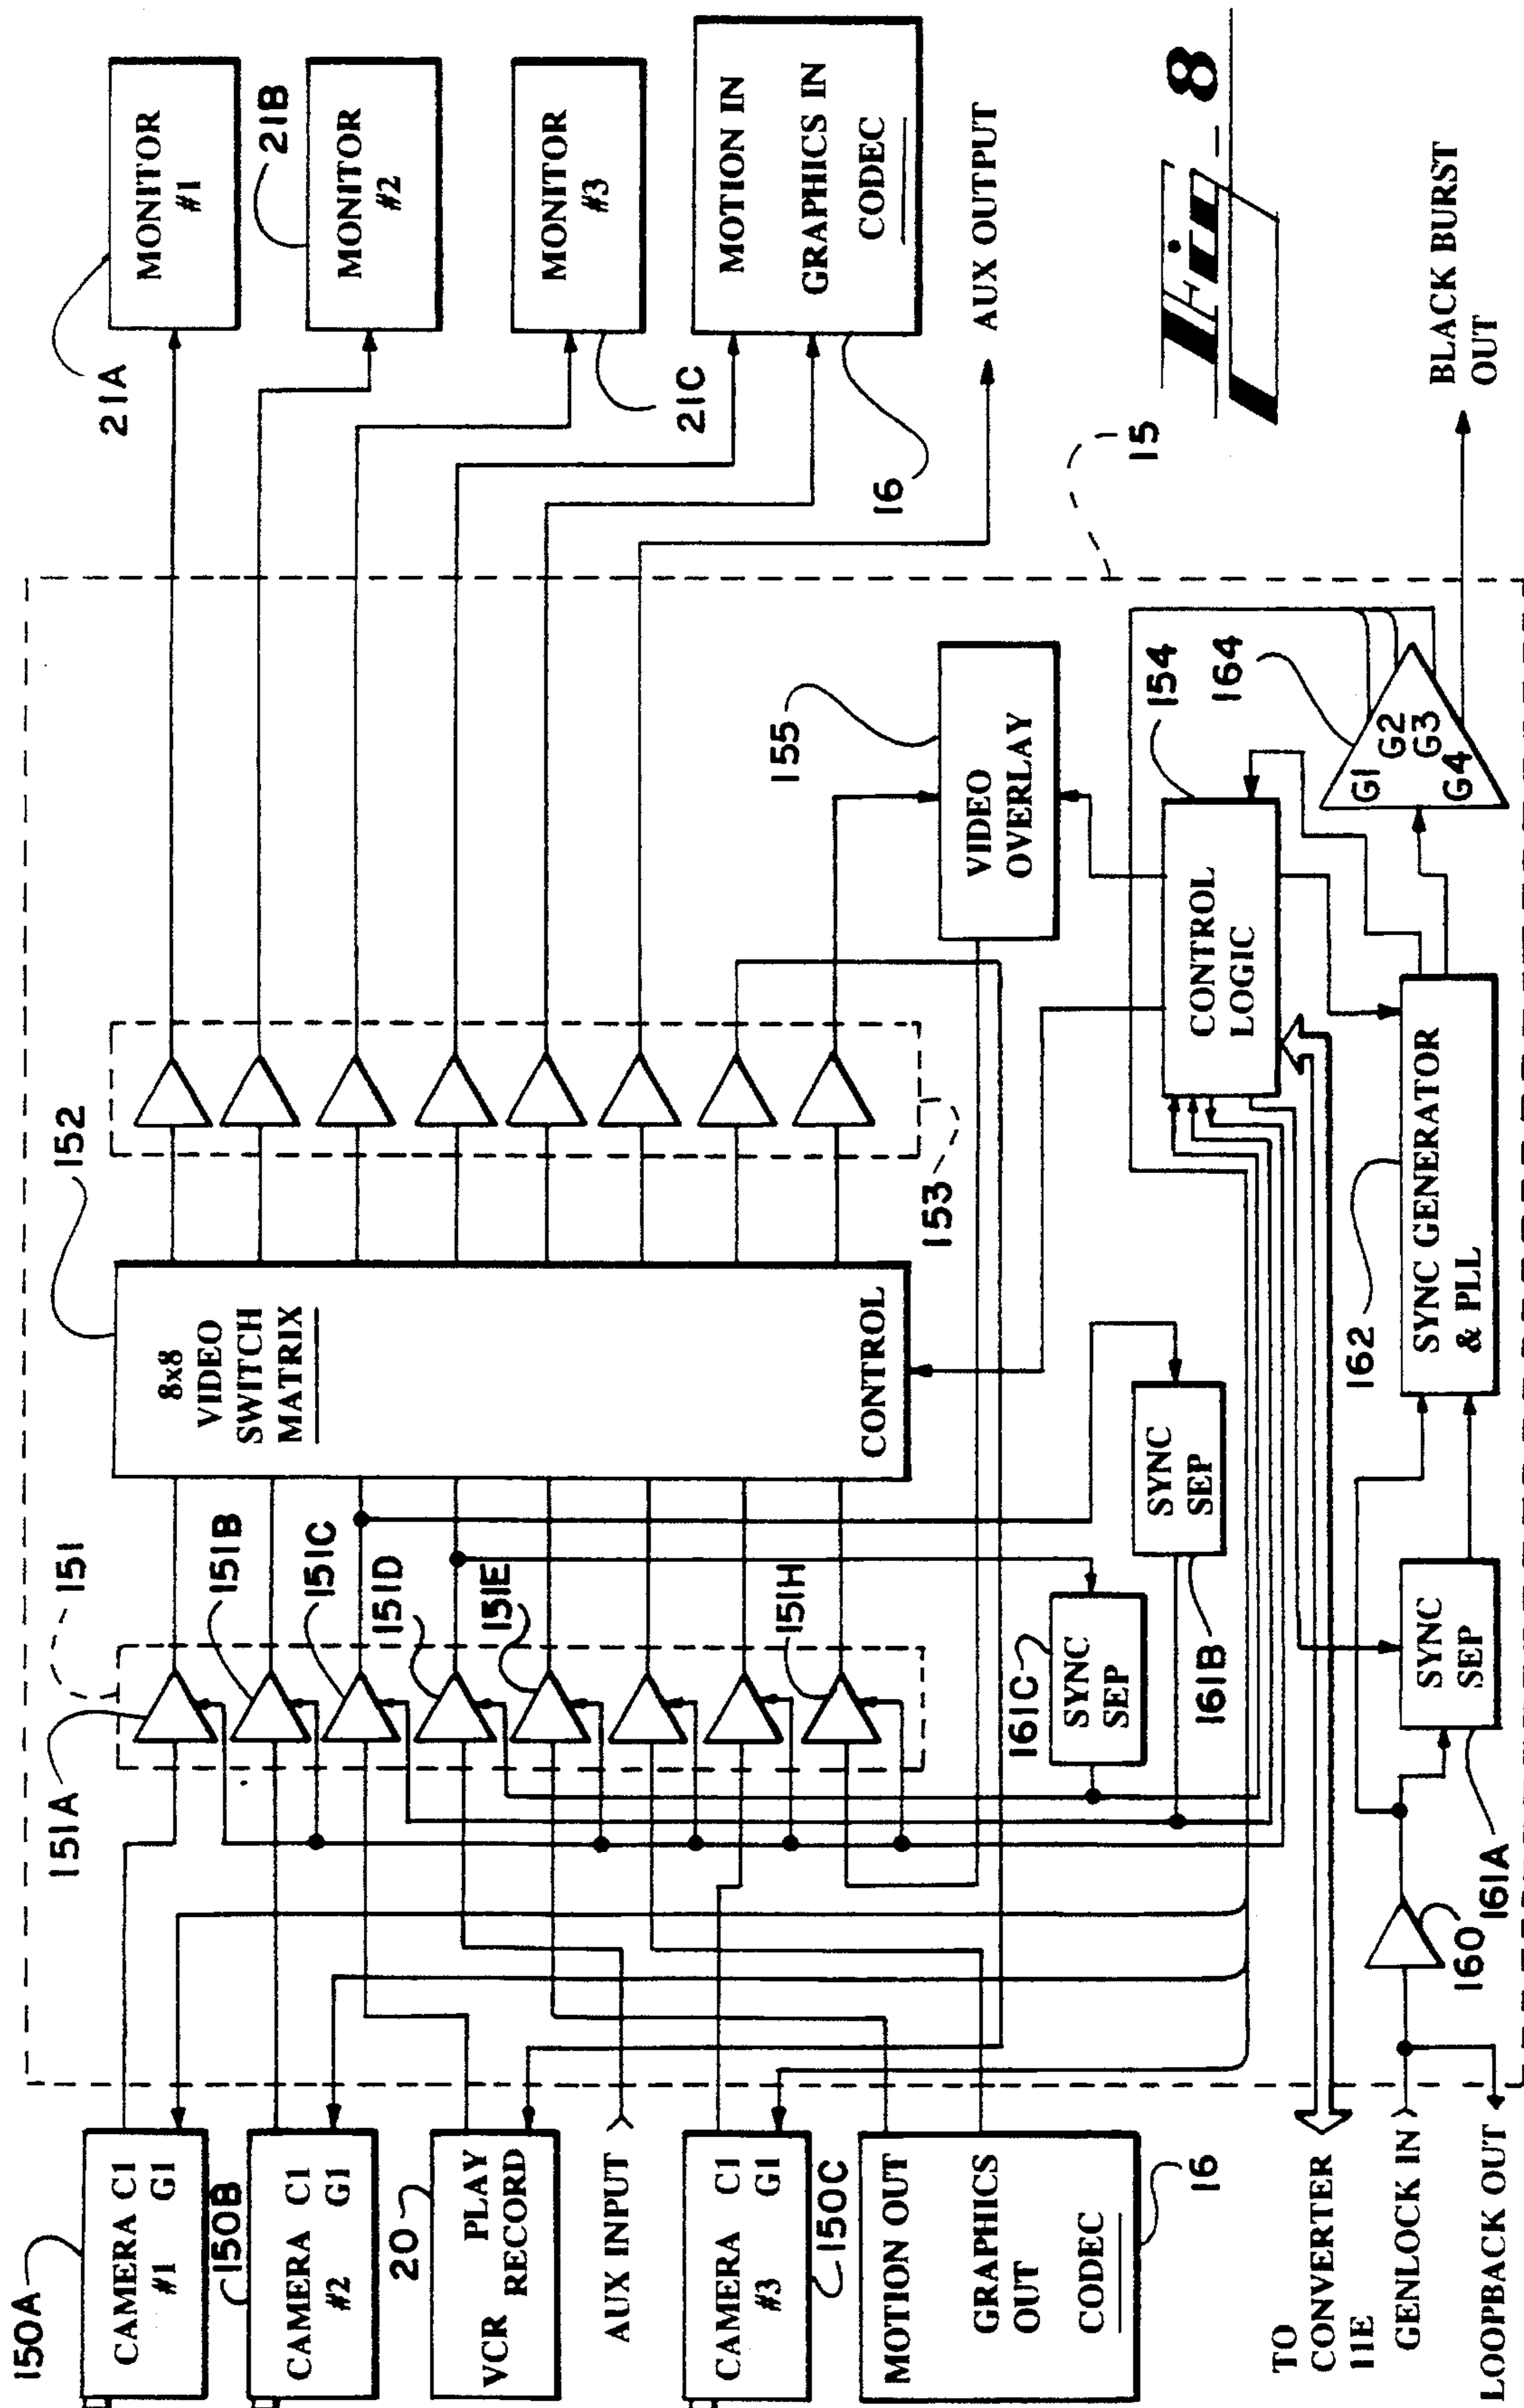 150A
CAMERA C1
#1 G1
150B
CAMERA C1
#2 G1
20
PLAY
VCR RECORD
AUX INPUT
CAMERA C1
#3 G1
150C
MOTION OUT
GRAPHICS
OUT
CODEC
16
TO
CONVERTER
11E
GENLOCK IN
LOOPBACK OUT
151
151A
151B
151C
151D
151E
151H
152
8x8
VIDEO
SWITCH
MATRIX
CONTROL
153
161C
SYNC
SEP
161B
SYNC
SEP
160
161A
SYNC
SEP
162
SYNC GENERATOR
& PLL
155
VIDEO
OVERLAY
154
CONTROL
LOGIC
164
G1
G2
G3
G4
15
21A
MONITOR
#1
21B
MONITOR
#2
21C
MONITOR
#3
MOTION IN
GRAPHICS IN
CODEC
16
AUX OUTPUT
BLACK BURST
OUT
Fig_8